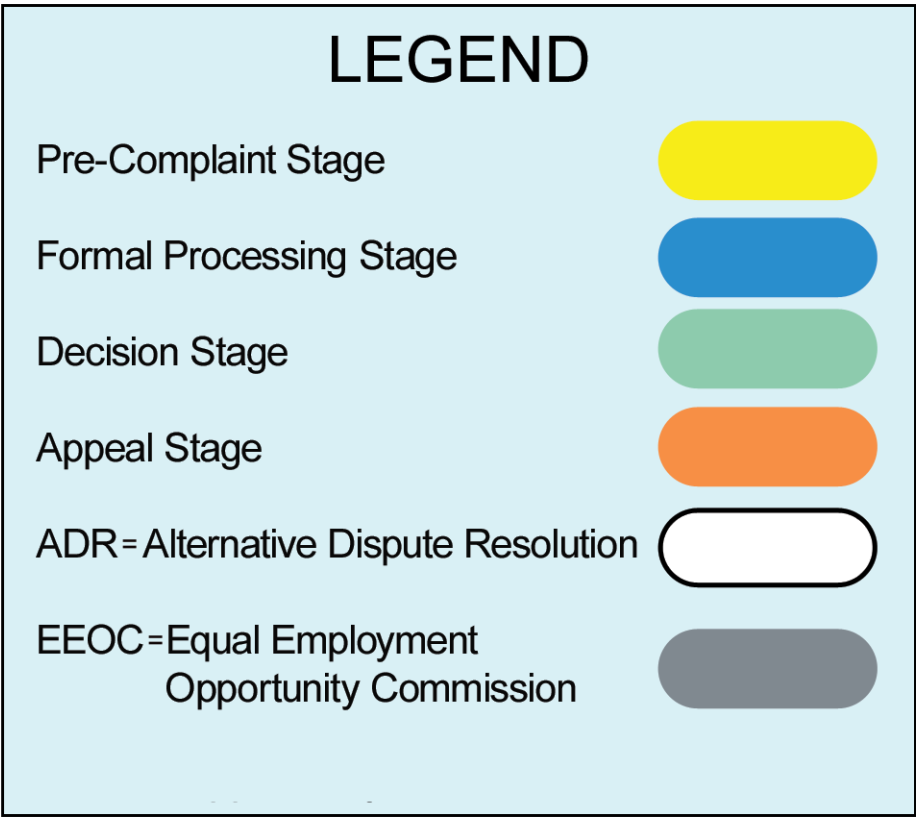 LEGEND
Pre-Complaint Stage
Formal Processing Stage
Decision Stage
Appeal Stage
ADR=Alternative Dispute Resolution
EEOC=Equal Employment
Opportunity Commission